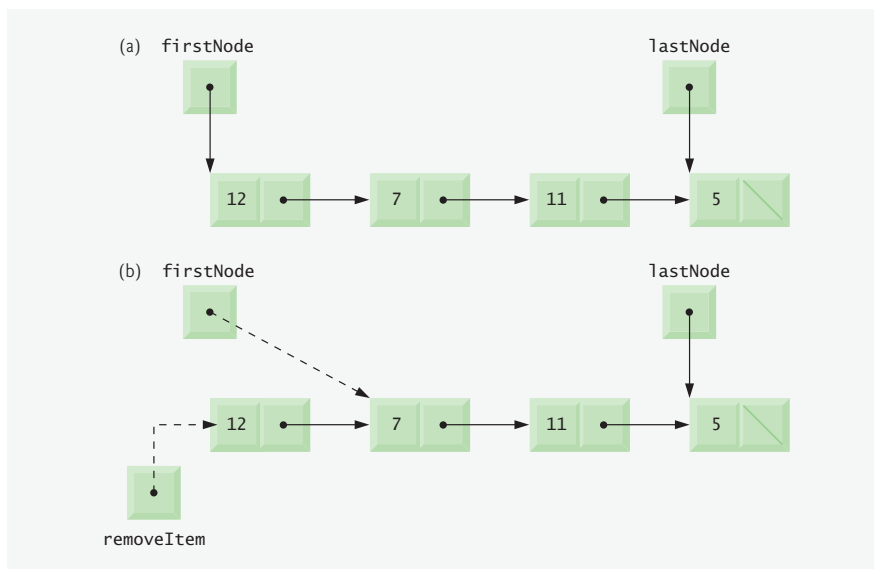 (a) firstNode lastNode
12 7 11 5
(b) firstNode lastNode
12 7 11 5
removeItem